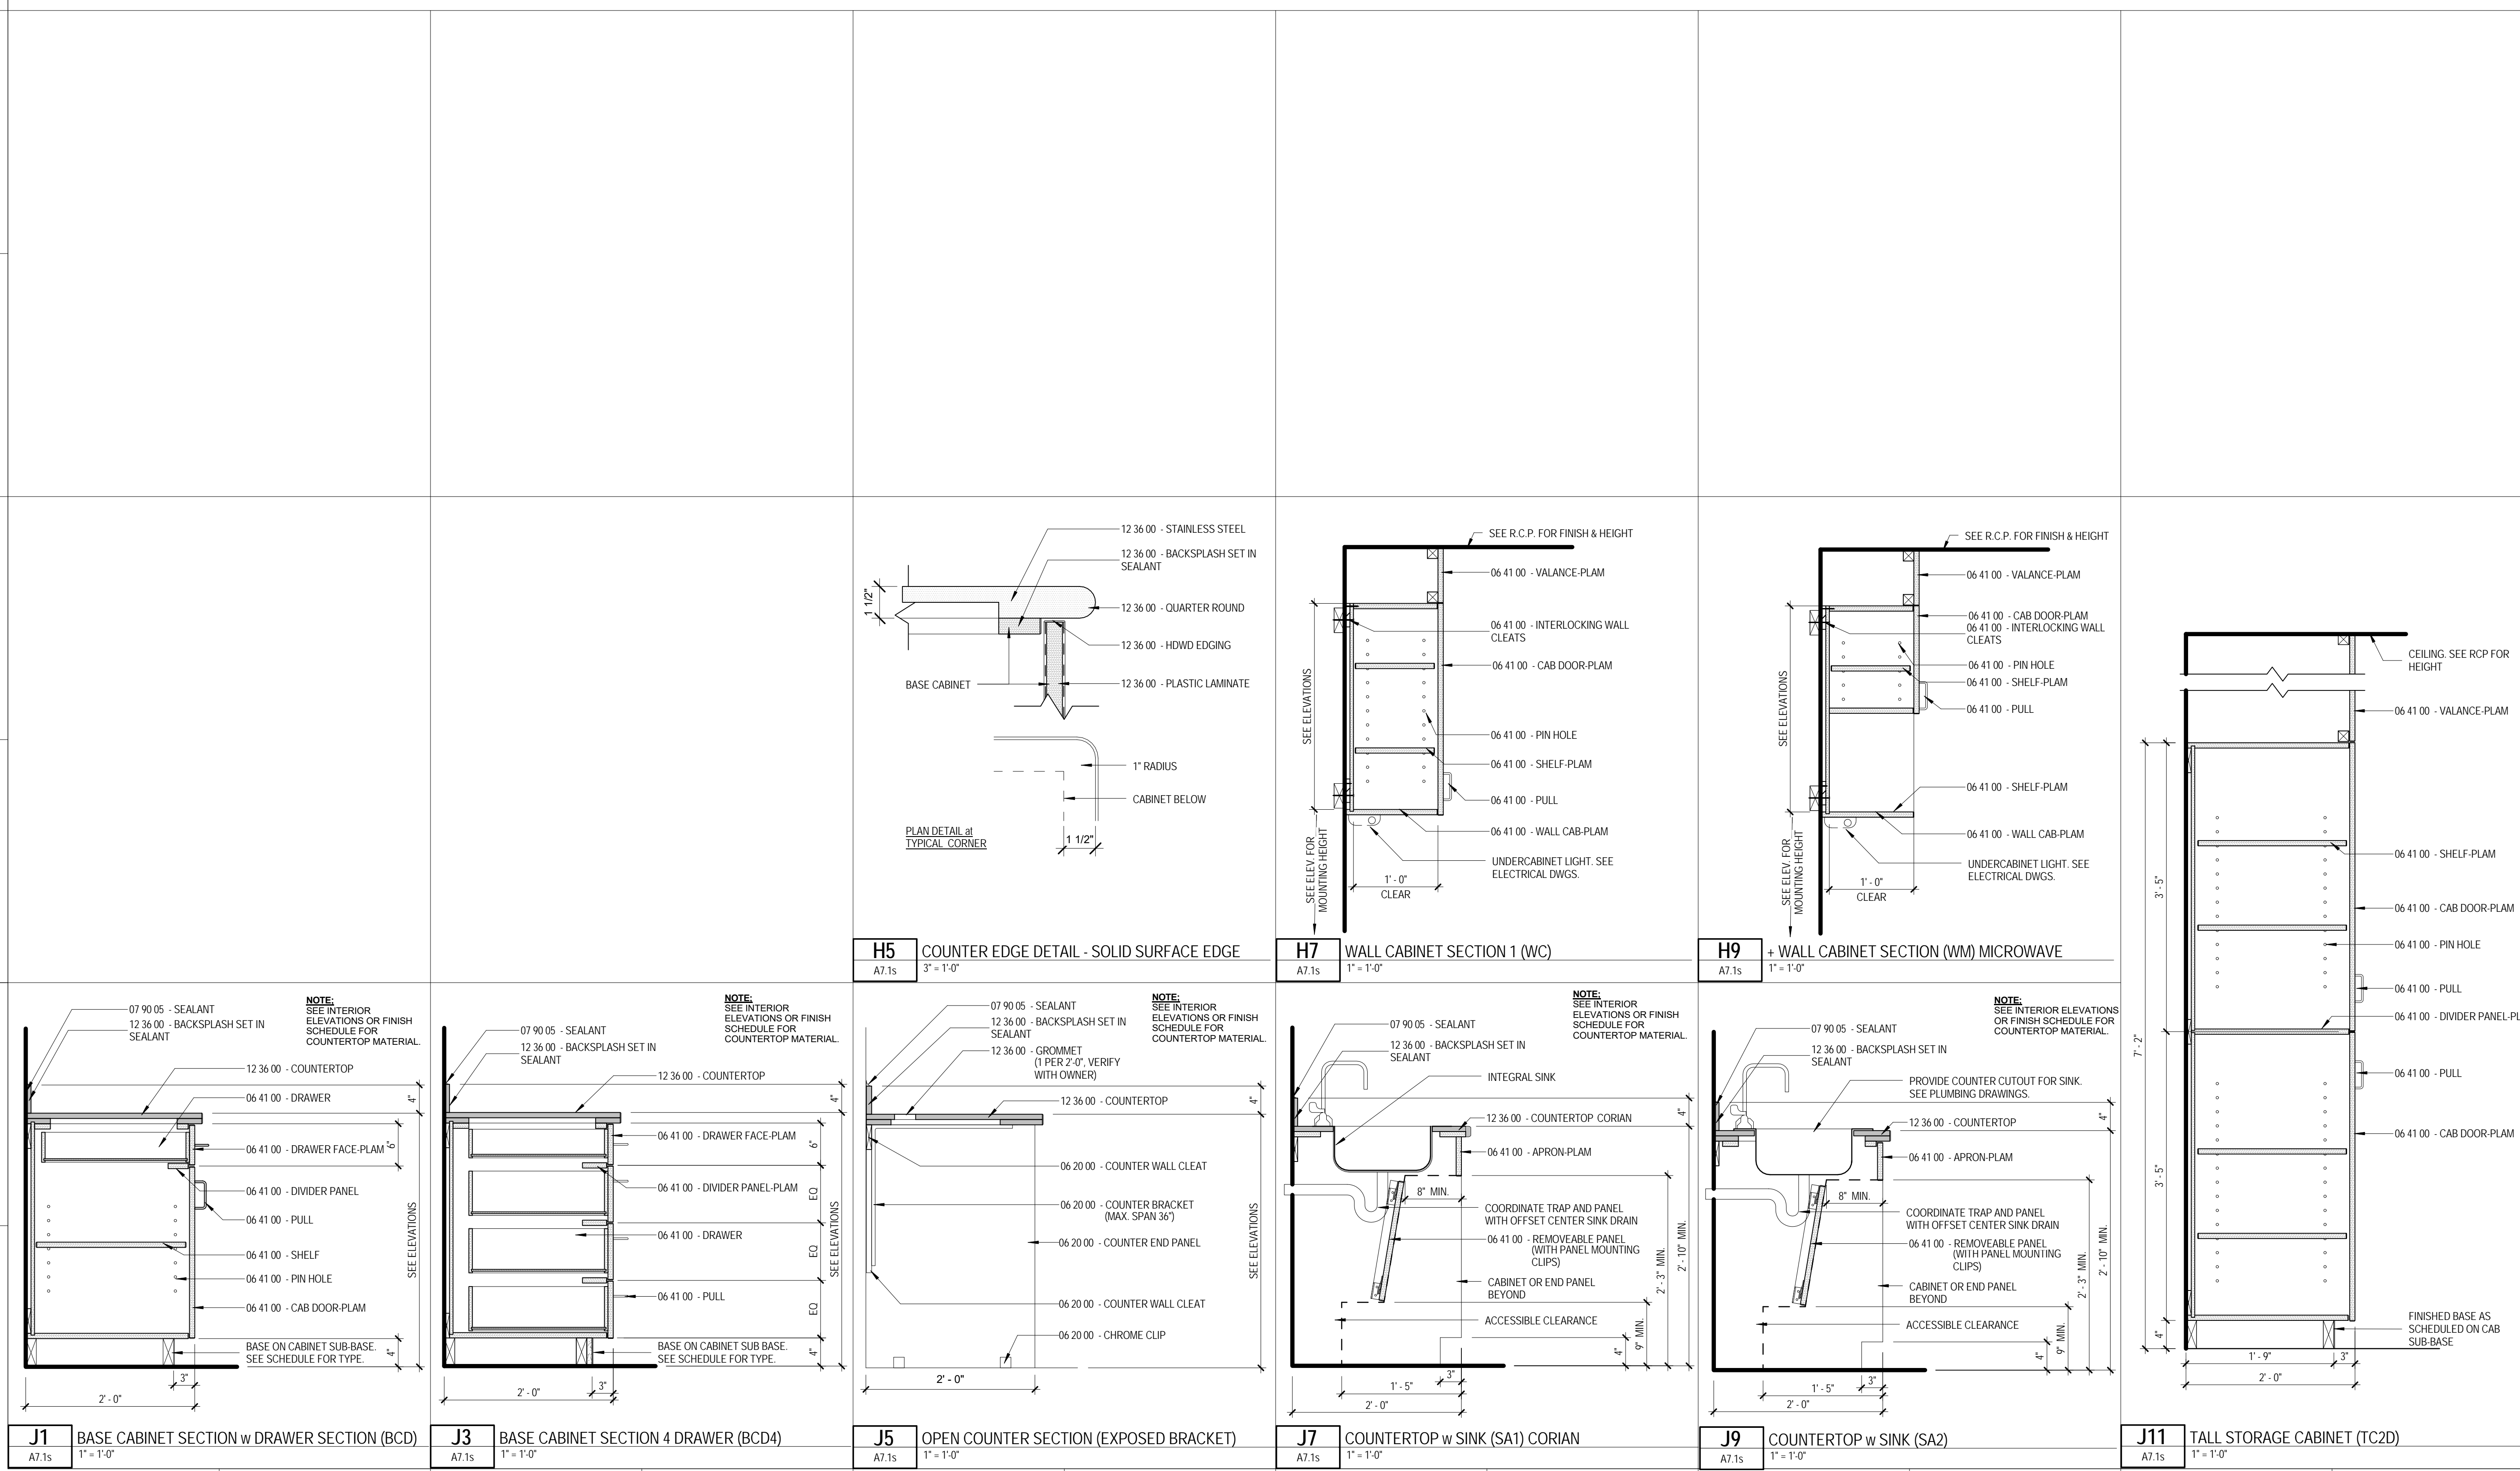 12 36 00 - STAINLESS STEEL
12 36 00 - BACKSPLASH SET IN
SEALANT
1 1/2"
12 36 00 - QUARTER ROUND
12 36 00 - HDWD EDGING
BASE CABINET
12 36 00 - PLASTIC LAMINATE
1" RADIUS
CABINET BELOW
PLAN DETAIL at
TYPICAL CORNER
1 1/2"
H5
A7.1s
COUNTER EDGE DETAIL - SOLID SURFACE EDGE
3" = 1'-0"
SEE R.C.P. FOR FINISH & HEIGHT
06 41 00 - VALANCE-PLAM
06 41 00 - INTERLOCKING WALL
CLEATS
06 41 00 - CAB DOOR-PLAM
SEE ELEVATIONS
06 41 00 - PIN HOLE
06 41 00 - SHELF-PLAM
06 41 00 - PULL
06 41 00 - WALL CAB-PLAM
SEE ELEV. FOR
MOUNTING HEIGHT
UNDERCABINET LIGHT. SEE
ELECTRICAL DWGS.
1' - 0"
CLEAR
H7
A7.1s
WALL CABINET SECTION 1 (WC)
1" = 1'-0"
SEE R.C.P. FOR FINISH & HEIGHT
06 41 00 - VALANCE-PLAM
06 41 00 - CAB DOOR-PLAM
06 41 00 - INTERLOCKING WALL
CLEATS
06 41 00 - PIN HOLE
06 41 00 - SHELF-PLAM
06 41 00 - PULL
SEE ELEVATIONS
06 41 00 - SHELF-PLAM
06 41 00 - WALL CAB-PLAM
SEE ELEV. FOR
MOUNTING HEIGHT
UNDERCABINET LIGHT. SEE
ELECTRICAL DWGS.
1' - 0"
CLEAR
H9
A7.1s
+ WALL CABINET SECTION (WM) MICROWAVE
1" = 1'-0"
07 90 05 - SEALANT
12 36 00 - BACKSPLASH SET IN
SEALANT
NOTE:
SEE INTERIOR
ELEVATIONS OR FINISH
SCHEDULE FOR
COUNTERTOP MATERIAL.
12 36 00 - COUNTERTOP
06 41 00 - DRAWER
4"
06 41 00 - DRAWER FACE-PLAM
6"
06 41 00 - DIVIDER PANEL
06 41 00 - PULL
SEE ELEVATIONS
06 41 00 - SHELF
06 41 00 - PIN HOLE
06 41 00 - CAB DOOR-PLAM
BASE ON CABINET SUB-BASE.
SEE SCHEDULE FOR TYPE.
4"
3"
2' - 0"
J1
A7.1s
BASE CABINET SECTION w DRAWER SECTION (BCD)
1" = 1'-0"
NOTE:
SEE INTERIOR
ELEVATIONS OR FINISH
SCHEDULE FOR
COUNTERTOP MATERIAL.
07 90 05 - SEALANT
12 36 00 - BACKSPLASH SET IN
SEALANT
12 36 00 - COUNTERTOP
4"
06 41 00 - DRAWER FACE-PLAM
6"
06 41 00 - DIVIDER PANEL-PLAM
EQ
06 41 00 - DRAWER
EQ
SEE ELEVATIONS
06 41 00 - PULL
EQ
BASE ON CABINET SUB BASE.
SEE SCHEDULE FOR TYPE.
4"
3"
2' - 0"
J3
A7.1s
BASE CABINET SECTION 4 DRAWER (BCD4)
1" = 1'-0"
07 90 05 - SEALANT
12 36 00 - BACKSPLASH SET IN
SEALANT
12 36 00 - GROMMET
(1 PER 2'-0", VERIFY
WITH OWNER)
NOTE:
SEE INTERIOR
ELEVATIONS OR FINISH
SCHEDULE FOR
COUNTERTOP MATERIAL.
12 36 00 - COUNTERTOP
4"
06 20 00 - COUNTER WALL CLEAT
06 20 00 - COUNTER BRACKET
(MAX. SPAN 36")
06 20 00 - COUNTER END PANEL
SEE ELEVATIONS
06 20 00 - COUNTER WALL CLEAT
06 20 00 - CHROME CLIP
2' - 0"
J5
A7.1s
OPEN COUNTER SECTION (EXPOSED BRACKET)
1" = 1'-0"
NOTE:
SEE INTERIOR
ELEVATIONS OR FINISH
SCHEDULE FOR
COUNTERTOP MATERIAL.
07 90 05 - SEALANT
12 36 00 - BACKSPLASH SET IN
SEALANT
INTEGRAL SINK
12 36 00 - COUNTERTOP CORIAN
4"
06 41 00 - APRON-PLAM
8" MIN.
COORDINATE TRAP AND PANEL
WITH OFFSET CENTER SINK DRAIN
06 41 00 - REMOVEABLE PANEL
(WITH PANEL MOUNTING
CLIPS)
2' - 3" MIN.
2' - 10" MIN.
CABINET OR END PANEL
BEYOND
ACCESSIBLE CLEARANCE
4"
9" MIN.
3"
1' - 5"
2' - 0"
J7
A7.1s
COUNTERTOP w SINK (SA1) CORIAN
1" = 1'-0"
NOTE:
SEE INTERIOR ELEVATIONS
OR FINISH SCHEDULE FOR
COUNTERTOP MATERIAL.
07 90 05 - SEALANT
12 36 00 - BACKSPLASH SET IN
SEALANT
PROVIDE COUNTER CUTOUT FOR SINK.
SEE PLUMBING DRAWINGS.
12 36 00 - COUNTERTOP
4"
06 41 00 - APRON-PLAM
8" MIN.
COORDINATE TRAP AND PANEL
WITH OFFSET CENTER SINK DRAIN
06 41 00 - REMOVEABLE PANEL
(WITH PANEL MOUNTING
CLIPS)
2' - 3" MIN.
2' - 10" MIN.
CABINET OR END PANEL
BEYOND
ACCESSIBLE CLEARANCE
4"
9" MIN.
3"
1' - 5"
2' - 0"
J9
A7.1s
COUNTERTOP w SINK (SA2)
1" = 1'-0"
CEILING. SEE RCP FOR
HEIGHT
06 41 00 - VALANCE-PLAM
06 41 00 - SHELF-PLAM
3' - 5"
06 41 00 - CAB DOOR-PLAM
06 41 00 - PIN HOLE
06 41 00 - PULL
06 41 00 - DIVIDER PANEL-PL
7' - 2"
06 41 00 - PULL
06 41 00 - CAB DOOR-PLAM
3' - 5"
FINISHED BASE AS
SCHEDULED ON CAB
SUB-BASE
4"
1' - 9"
3"
2' - 0"
J11
A7.1s
TALL STORAGE CABINET (TC2D)
1" = 1'-0"